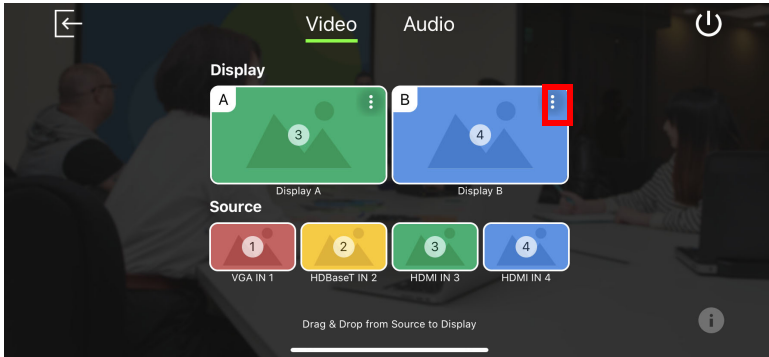 Video Audio
Display
A
3
B
4
Display A Display B
Source
1 2 3 4
VGA IN 1 HDBaseT IN 2 HDMI IN 3 HDMI IN 4
Drag & Drop from Source to Display
i